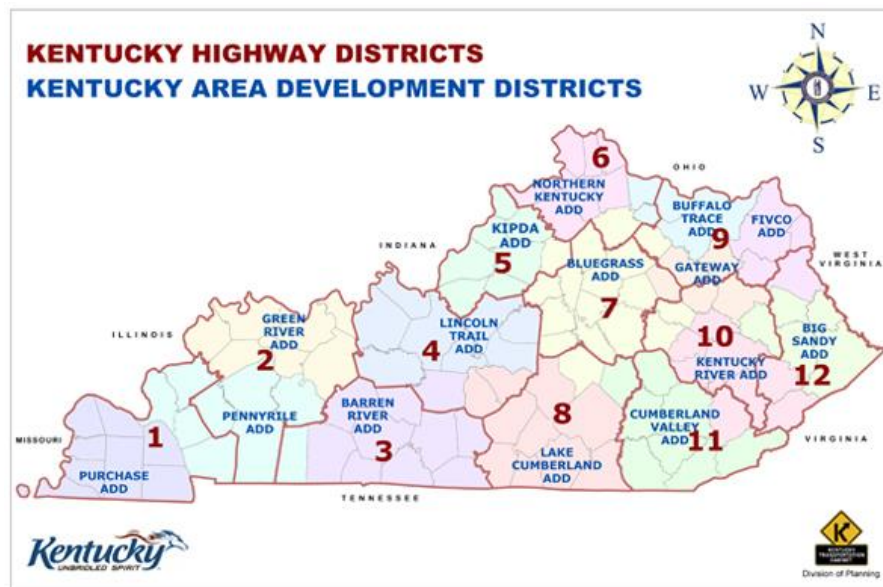 KENTUCKY HIGHWAY DISTRICTS
KENTUCKY AREA DEVELOPMENT DISTRICTS
N
W
E
S
6
OHIO
NORTHERN
KENTUCKY
ADD
BUFFALO
TRACE
ADD
9
FIVCO
ADD
KIPDA
ADD
5
INDIANA
BLUEGRASS
ADD
GATEWAY
ADD
WEST
VIRGINIA
7
ILLINOIS
GREEN
RIVER
ADD
2
LINCOLN
TRAIL
ADD
4
10
KENTUCKY
RIVER ADD
BIG
SANDY
ADD
12
PENNYRILE
ADD
BARREN
RIVER
ADD
3
8
CUMBERLAND
VALLEY
ADD
11
MISSOURI
1
VIRGINIA
PURCHASE
ADD
LAKE
CUMBERLAND
ADD
TENNESSEE
Kentucky
UNBRIDLED SPIRIT
KENTUCKY
TRANSPORTATION
CABINET
Division of Planning